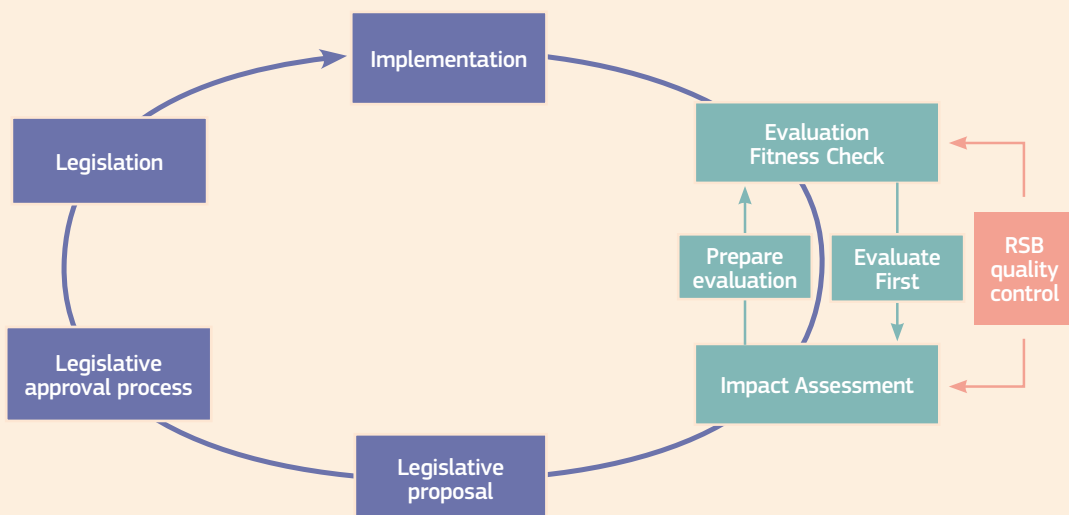 Implementation
Evaluation
Fitness Check
Legislation
Prepare
evaluation
Evaluate
First
RSB
quality
control
Legislative
approval process
Impact Assessment
Legislative
proposal